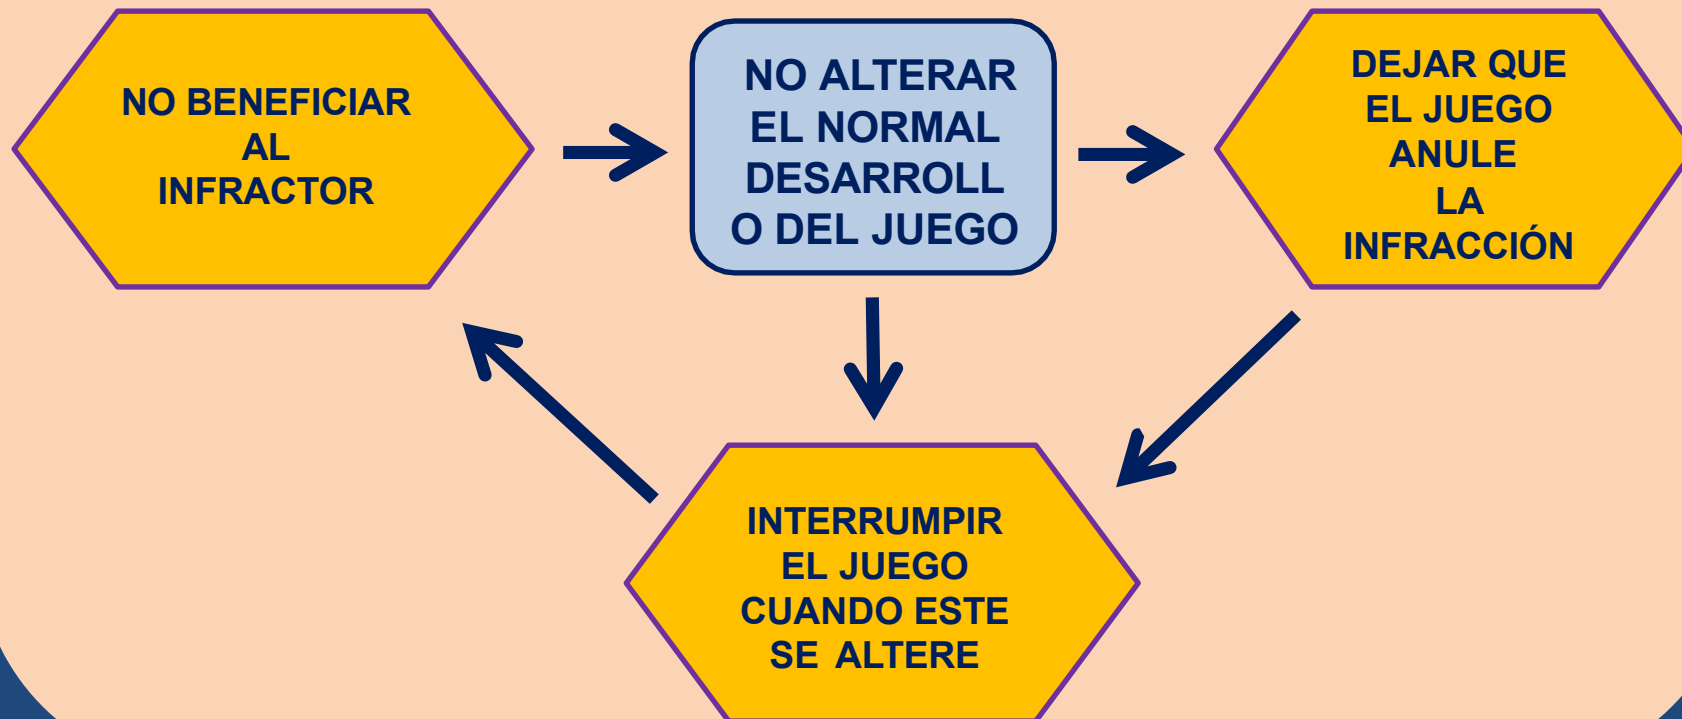 NO BENEFICIAR
AL
INFRACTOR
NO ALTERAR
EL NORMAL
DESARROLL
O DEL JUEGO
DEJAR QUE
EL JUEGO
ANULE
LA
INFRACCIÓN
INTERRUMPIR
EL JUEGO
CUANDO ESTE
SE ALTERE